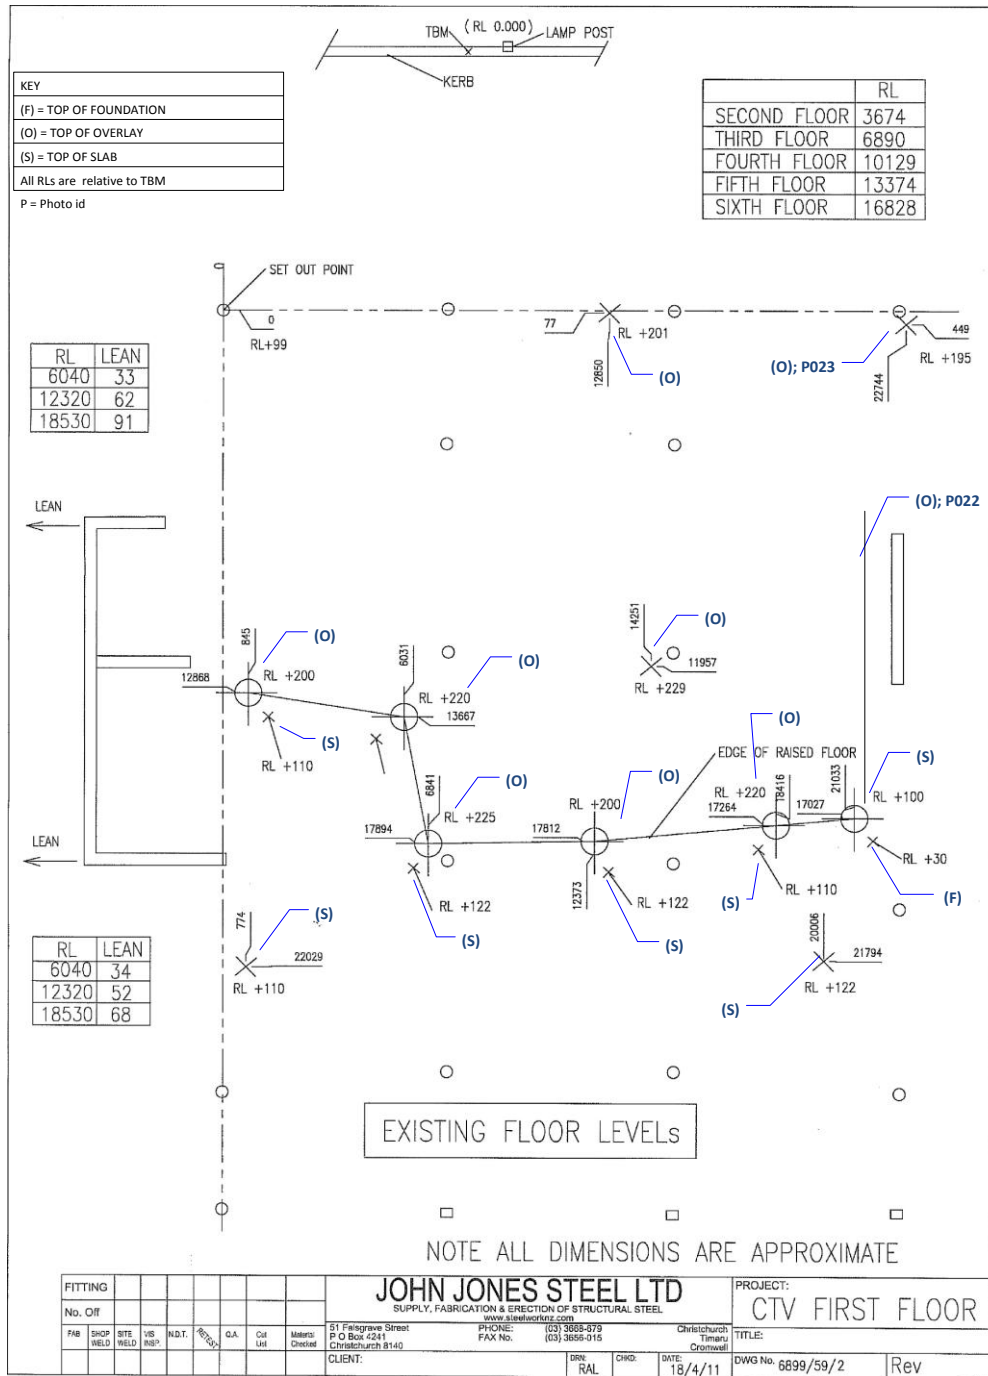 TBM (RL 0.000) LAMP POST
KERB
KEY
(F) = TOP OF FOUNDATION
(O) = TOP OF OVERLAY
(S) = TOP OF SLAB
All RLs are relative to TBM
P = Photo id
RL
SECOND FLOOR 3674
THIRD FLOOR 6890
FOURTH FLOOR 10129
FIFTH FLOOR 13374
SIXTH FLOOR 16828
SET OUT POINT
0
RL+99
77
RL +201
12850
(O)
449
RL +195
(O); P023
22744
RL LEAN
6040 33
12320 62
18530 91
LEAN
(O); P022
845
(O)
12868
RL +200
(S)
RL +110
6031
(O)
RL +220
13667
14251
(O)
11957
RL +229
(O)
EDGE OF RAISED FLOOR
(S)
6841
(O)
17894
RL +225
(S)
RL +122
RL +200
(O)
17812
12373
RL +122
(S)
RL +220
18416
17264
RL +110
(S)
21033
17027
RL +100
RL +30
(F)
LEAN
774
(S)
22029
RL +110
20006
21794
RL +122
(S)
RL LEAN
6040 34
12320 52
18530 68
EXISTING FLOOR LEVELs
NOTE ALL DIMENSIONS ARE APPROXIMATE
FITTING
No. Off
FAB SHOP WELD SITE WELD VIS INSP. N.D.T. RETEST Q.A. Cut List Material Checked
JOHN JONES STEEL LTD
SUPPLY, FABRICATION & ERECTION OF STRUCTURAL STEEL
www.steelworknz.com
51 Falsgrave Street
P O Box 4241
Christchurch 8140
PHONE: (03) 3668-679
FAX No. (03) 3656-015
Christchurch
Timaru
Cromwell
CLIENT:
DRN: RAL
CHKD:
DATE: 18/4/11
PROJECT:
CTV FIRST FLOOR
TITLE:
DWG No. 6899/59/2
Rev